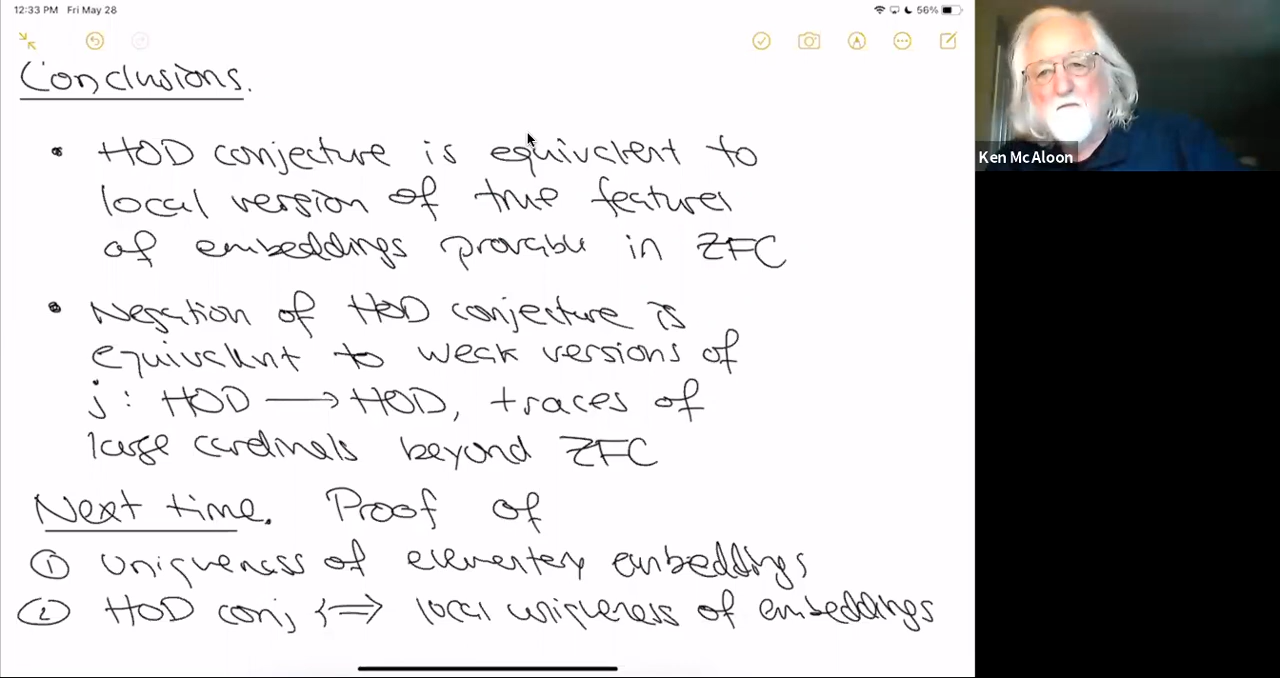 12:33 PM Fri May 28
56%
Conclusions.
Ken McAloon
• HOD conjecture is equivalent to
local version of true features
of embeddings provable in ZFC
• Negation of HOD conjecture is
equivalent to weak versions of
j : HOD ⟶ HOD, traces of
large cardinals beyond ZFC
Next time. Proof of
① Uniqueness of elementary embeddings
② HOD conj ⟺ local uniqueness of embeddings